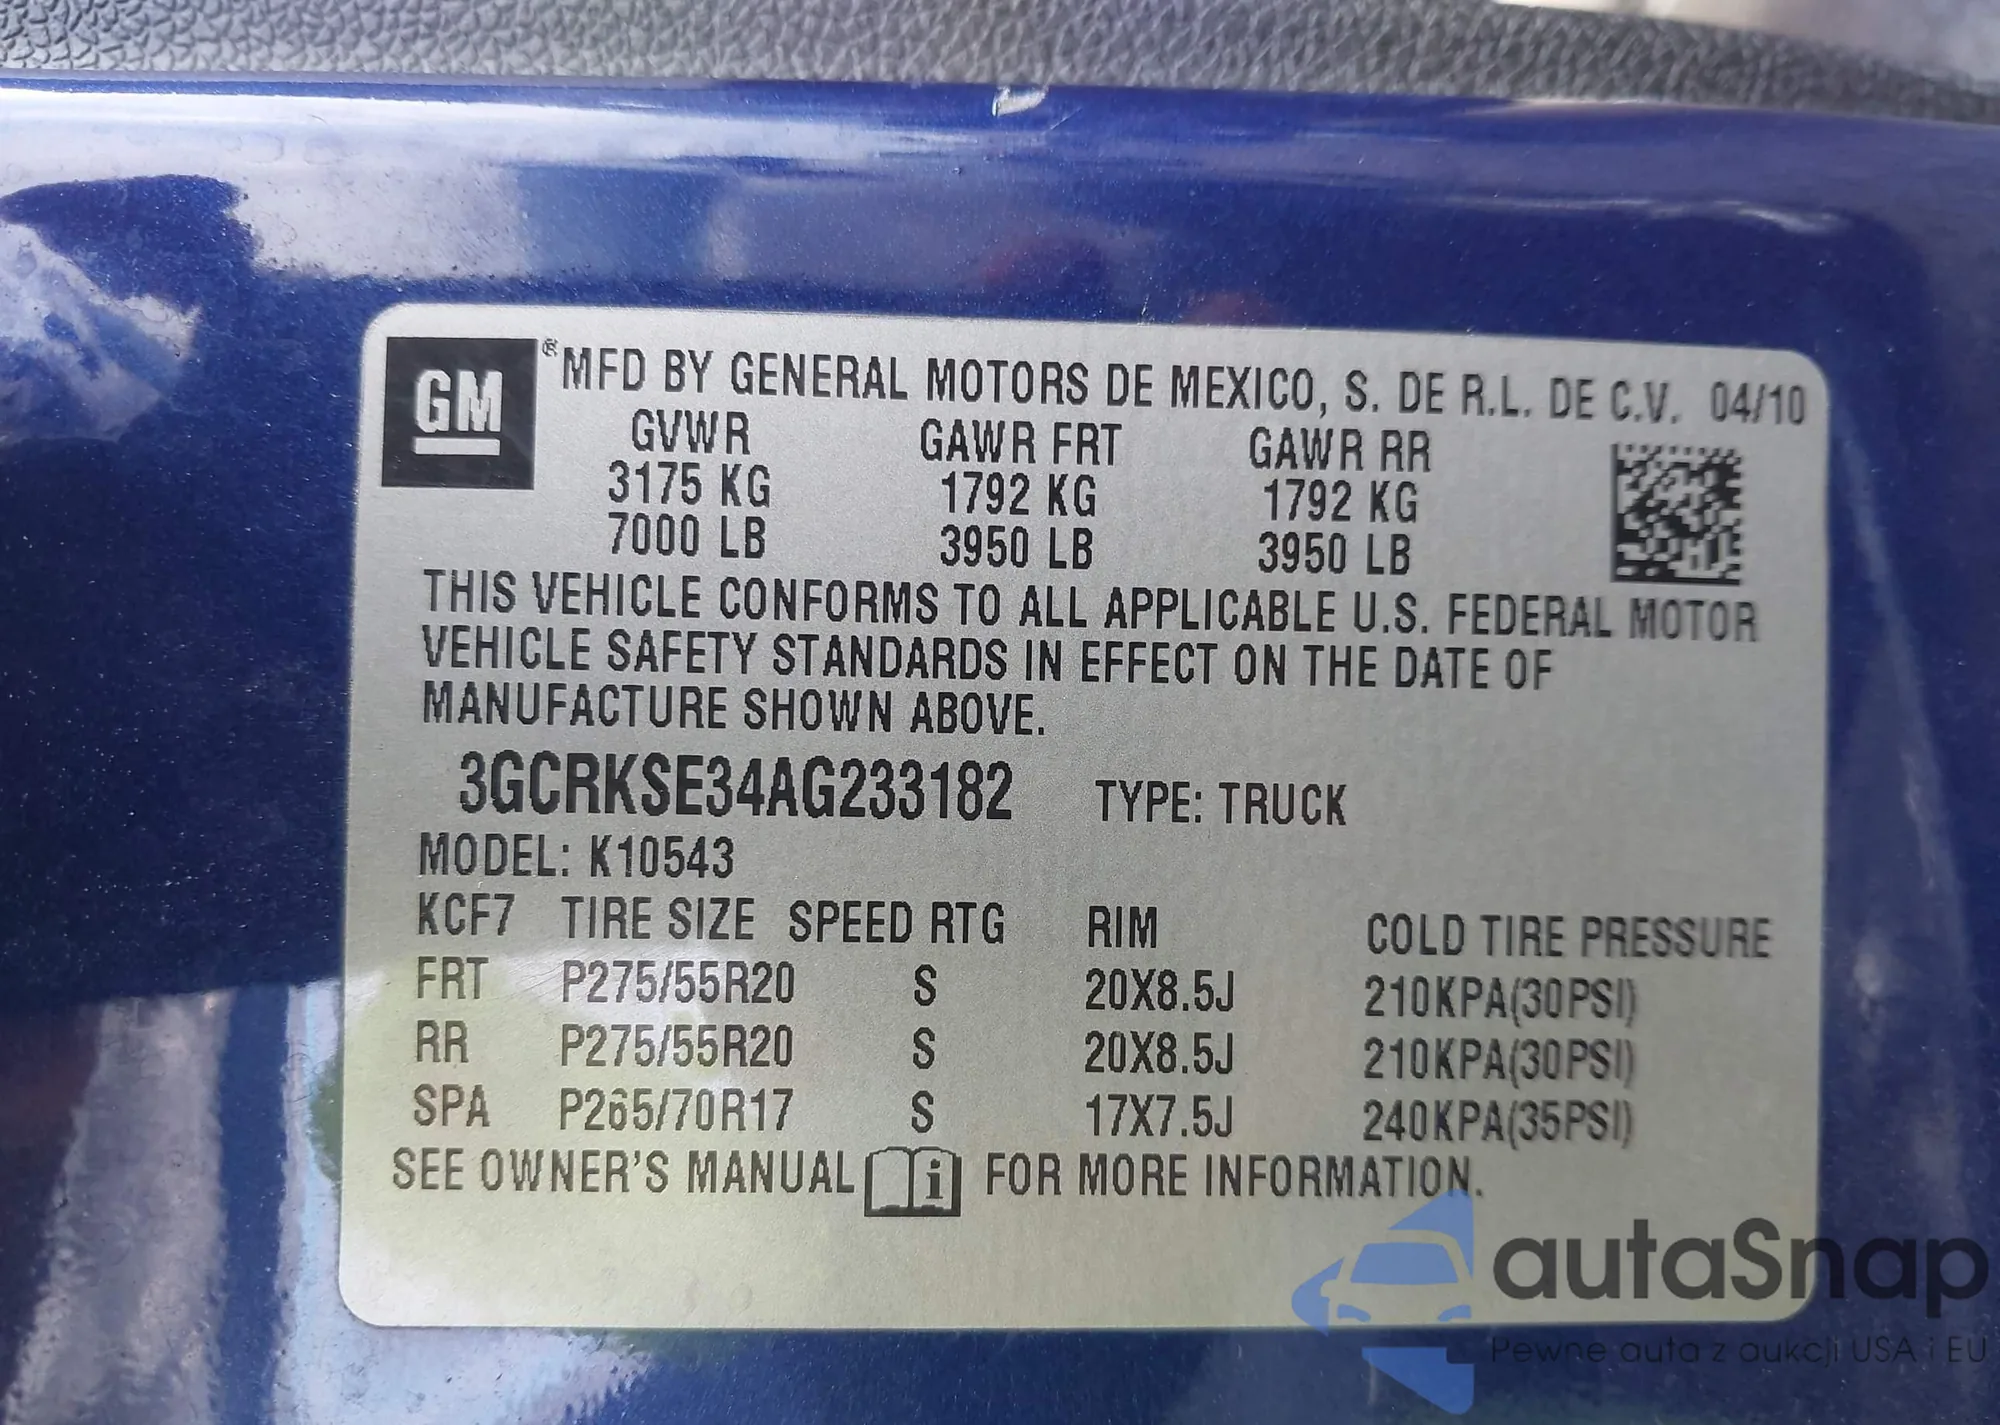 GM ® MFD BY GENERAL MOTORS DE MEXICO, S. DE R.L. DE C.V. 04/10
GVWR GAWR FRT GAWR RR
3175 KG 1792 KG 1792 KG
7000 LB 3950 LB 3950 LB
THIS VEHICLE CONFORMS TO ALL APPLICABLE U.S. FEDERAL MOTOR
VEHICLE SAFETY STANDARDS IN EFFECT ON THE DATE OF
MANUFACTURE SHOWN ABOVE.
3GCRKSE34AG233182 TYPE: TRUCK
MODEL: K10543
KCF7 TIRE SIZE SPEED RTG RIM COLD TIRE PRESSURE
FRT P275/55R20 S 20X8.5J 210KPA(30PSI)
RR P275/55R20 S 20X8.5J 210KPA(30PSI)
SPA P265/70R17 S 17X7.5J 240KPA(35PSI)
SEE OWNER'S MANUAL i FOR MORE INFORMATION.
autaSnap
Pewne auta z aukcji USA i EU